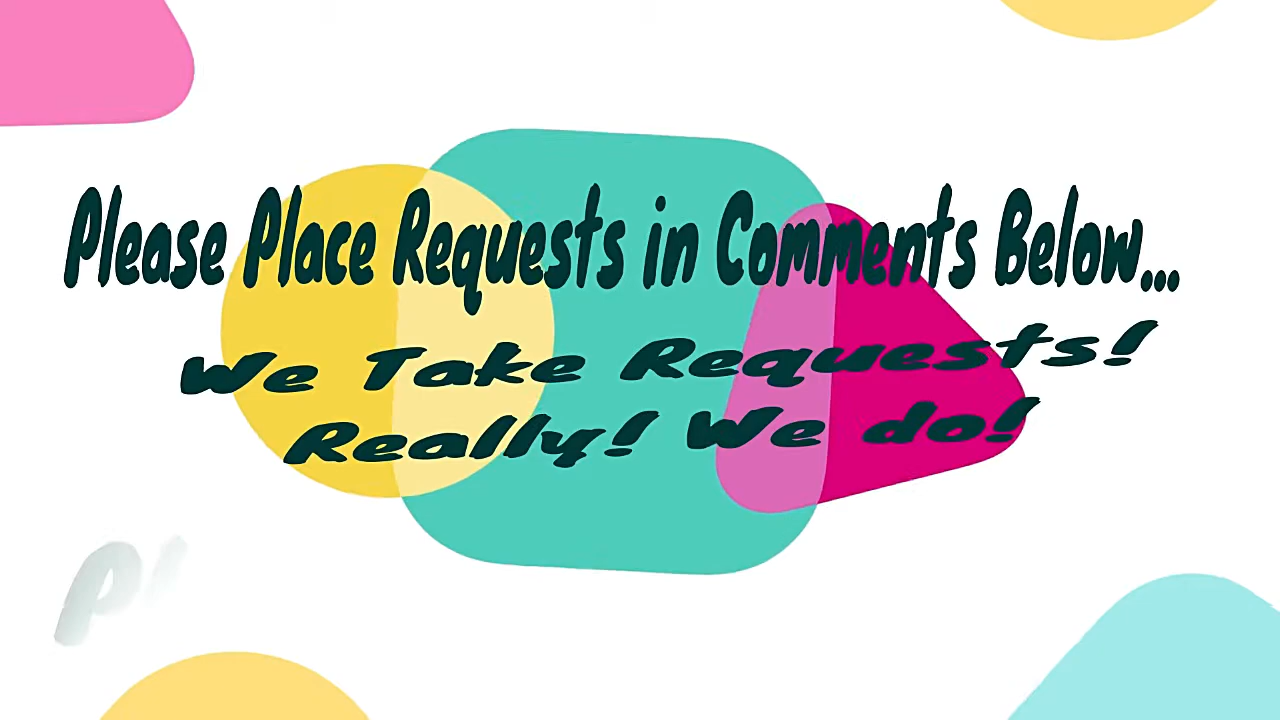 Please Place Requests in Comments Below...
We Take Requests!
Really! We do!